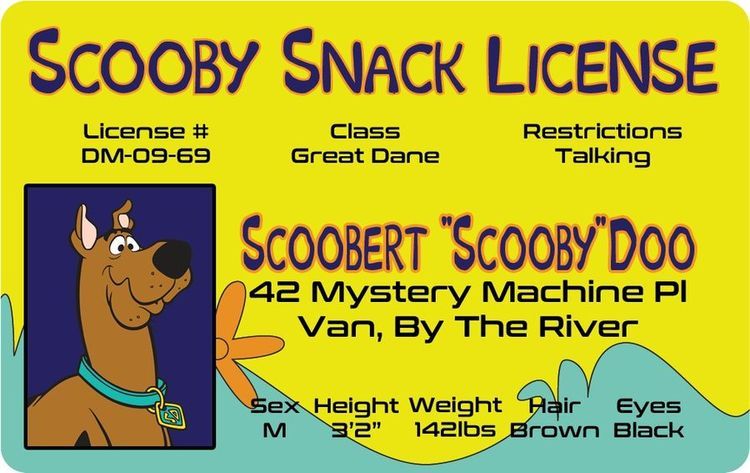 SCOOBY SNACK LICENSE
License # Class Restrictions
DM-09-69 Great Dane Talking
SCOOBERT "SCOOBY" DOO
42 Mystery Machine Pl
Van, By The River
Sex Height Weight Hair Eyes
M 3'2" 142lbs Brown Black
SD